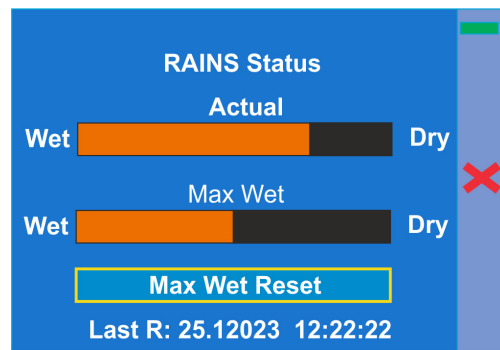 RAINS Status
Actual
Wet Dry
Max Wet
Wet Dry
Max Wet Reset
Last R: 25.12023 12:22:22